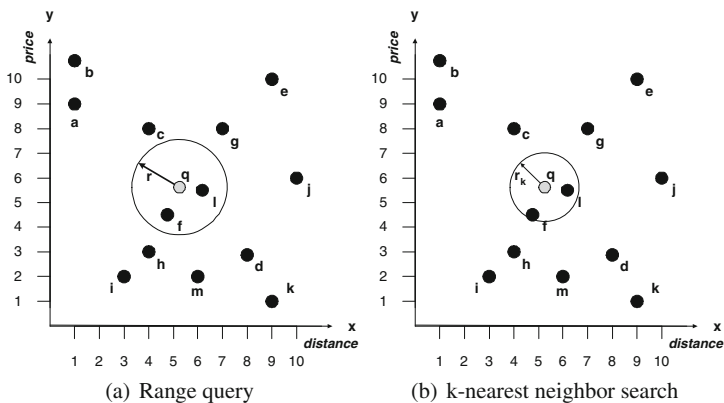 y
price
b
10
e
9
a
8
c
g
7
6
r
q
j
l
5
f
4
3
h
d
2
i
m
k
1
x
distance
1 2 3 4 5 6 7 8 9 10
(a) Range query
y
price
b
10
e
9
a
8
c
g
7
6
r_k
q
j
l
5
f
4
3
h
d
2
i
m
k
1
x
distance
1 2 3 4 5 6 7 8 9 10
(b) k-nearest neighbor search